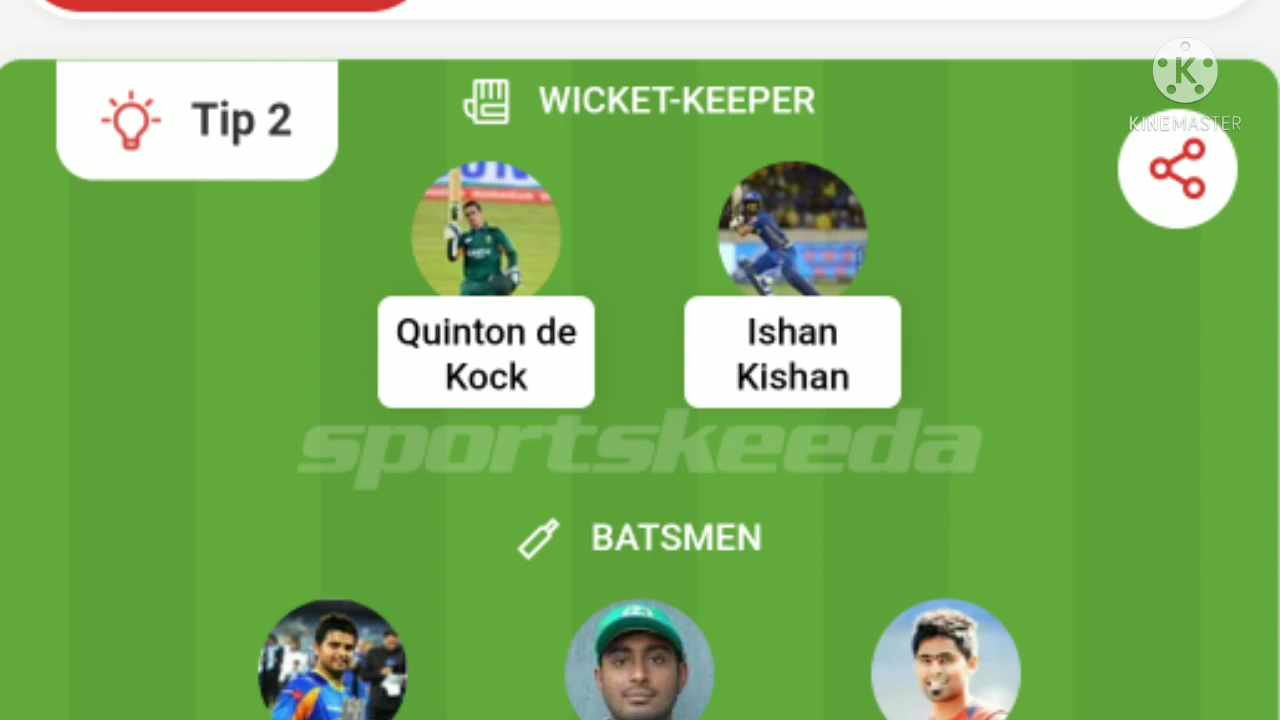 Tip 2
WICKET-KEEPER
K
KINEMASTER
Quinton de
Kock
Ishan
Kishan
sportskeeda
BATSMEN